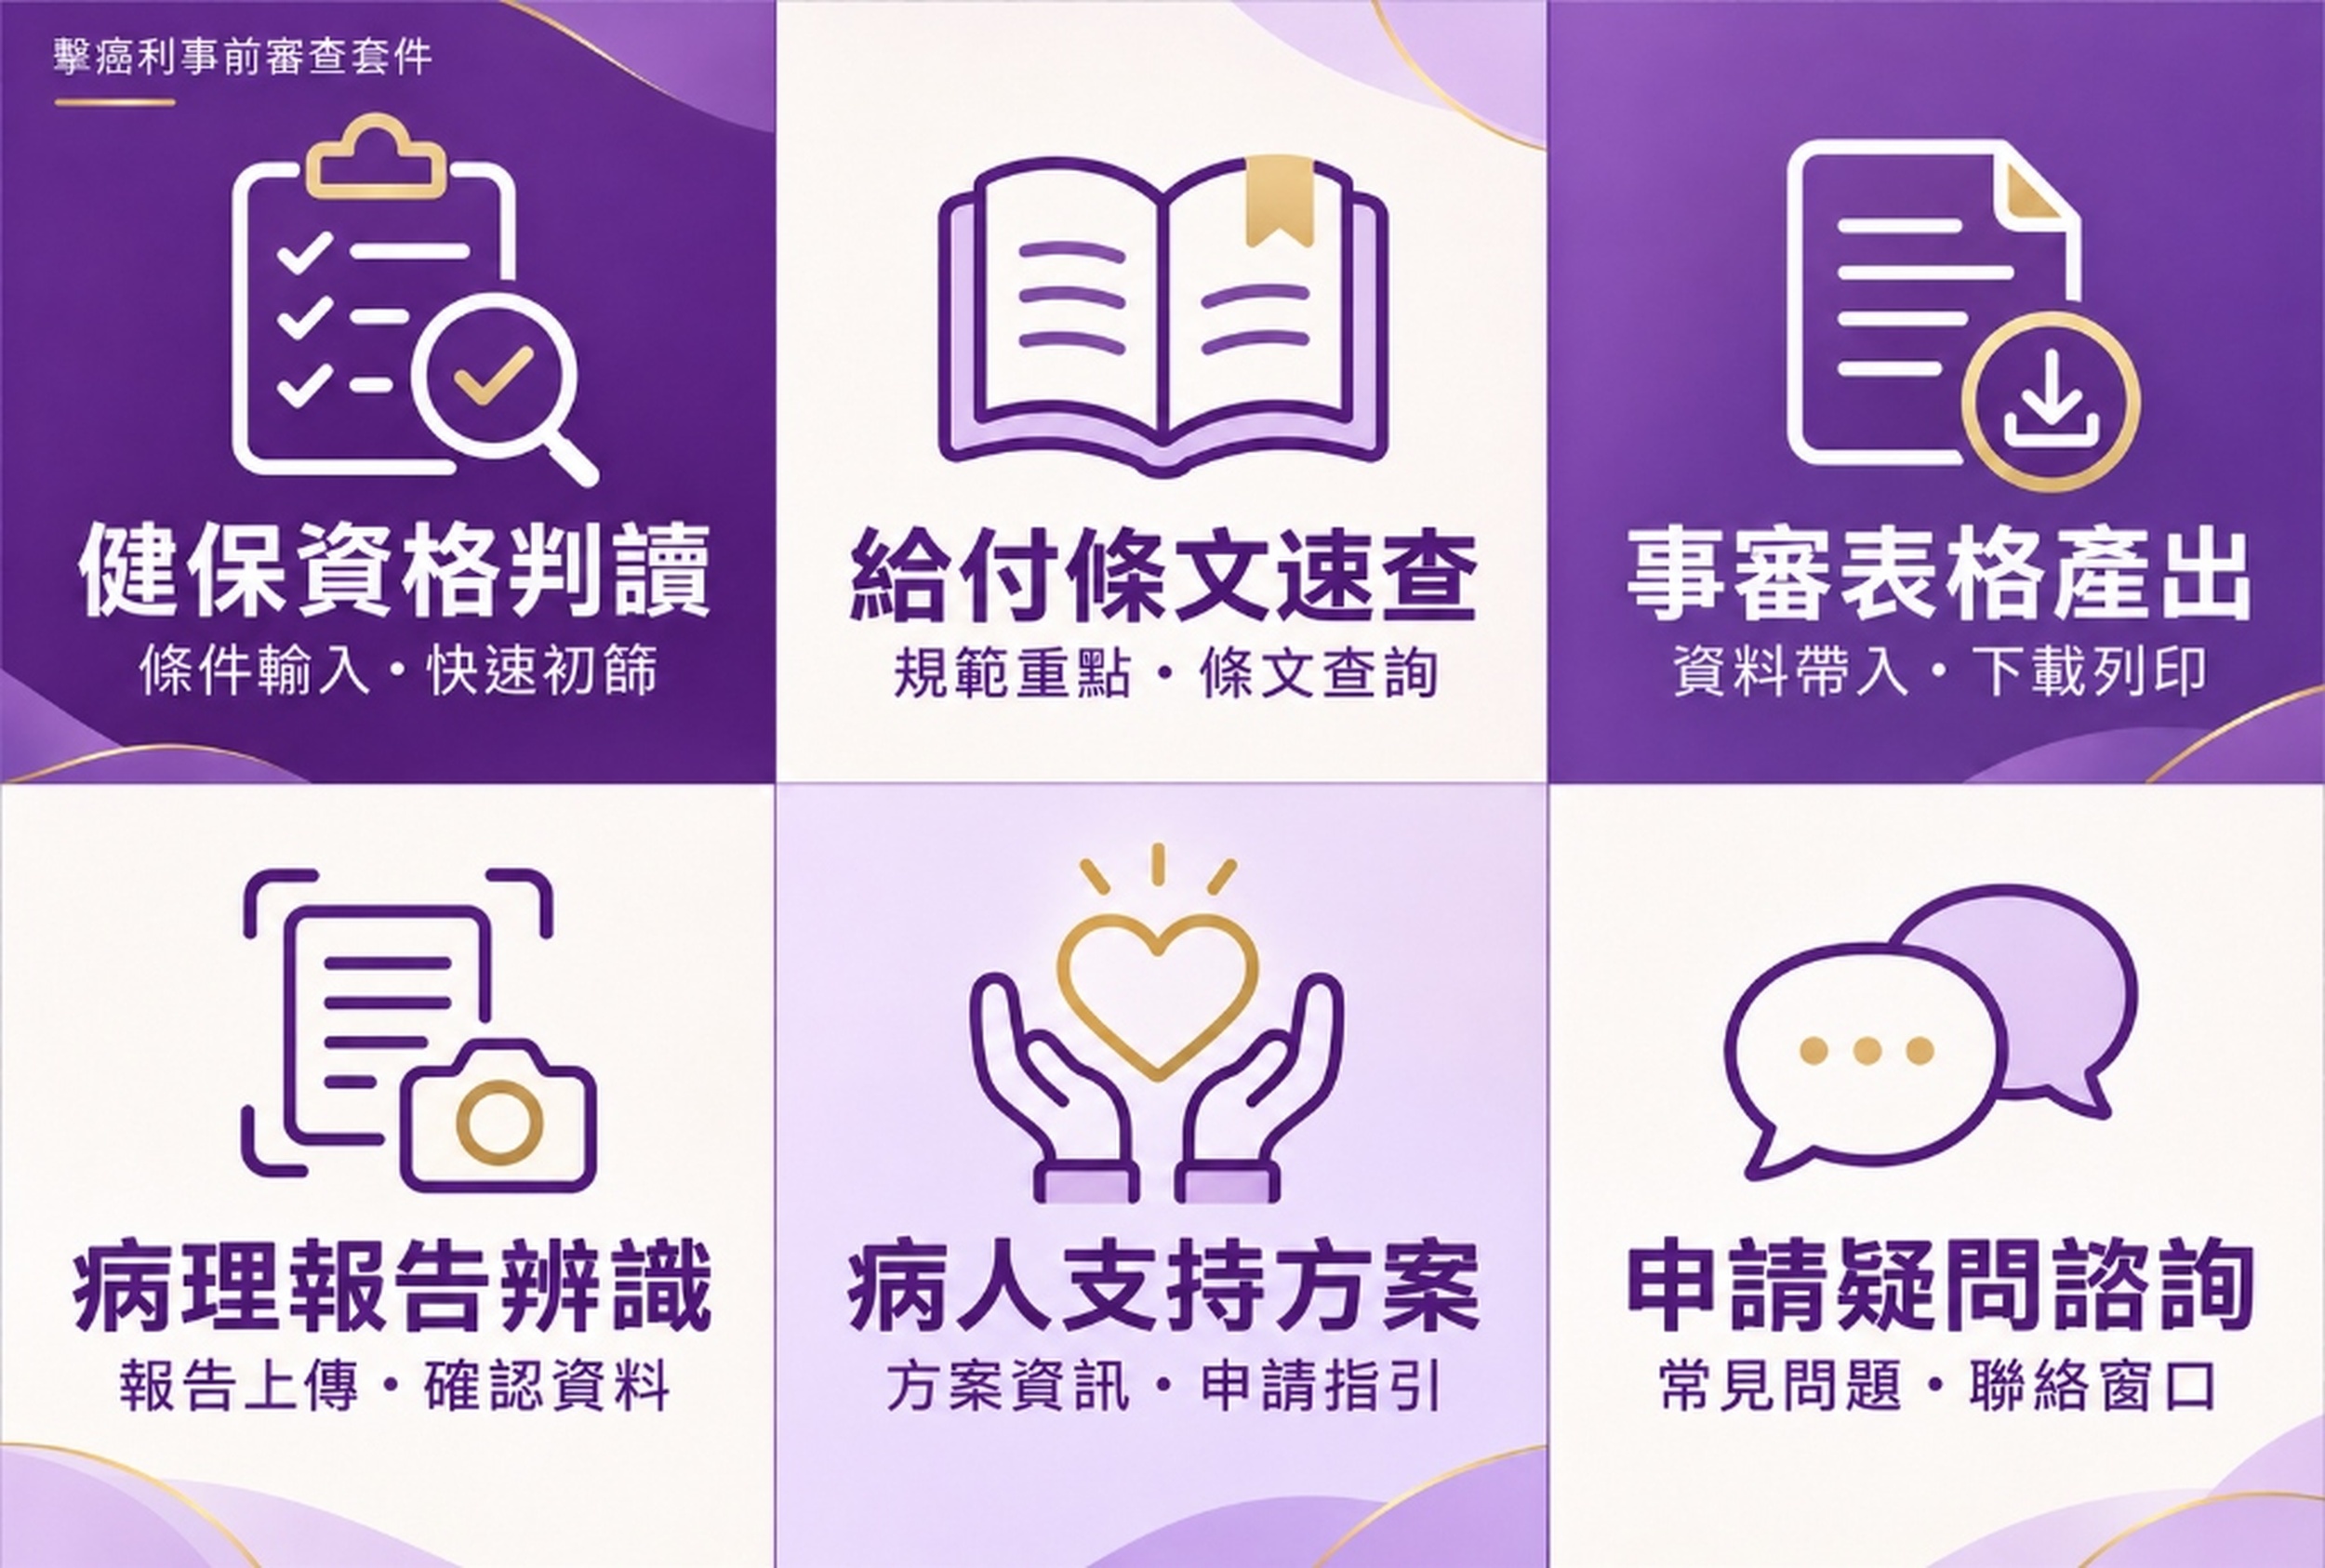 擊癌利事前審查套件
健保資格判讀
條件輸入・快速初篩
給付條文速查
規範重點・條文查詢
事審表格產出
資料帶入・下載列印
病理報告辨識
報告上傳・確認資料
病人支持方案
方案資訊・申請指引
申請疑問諮詢
常見問題・聯絡窗口